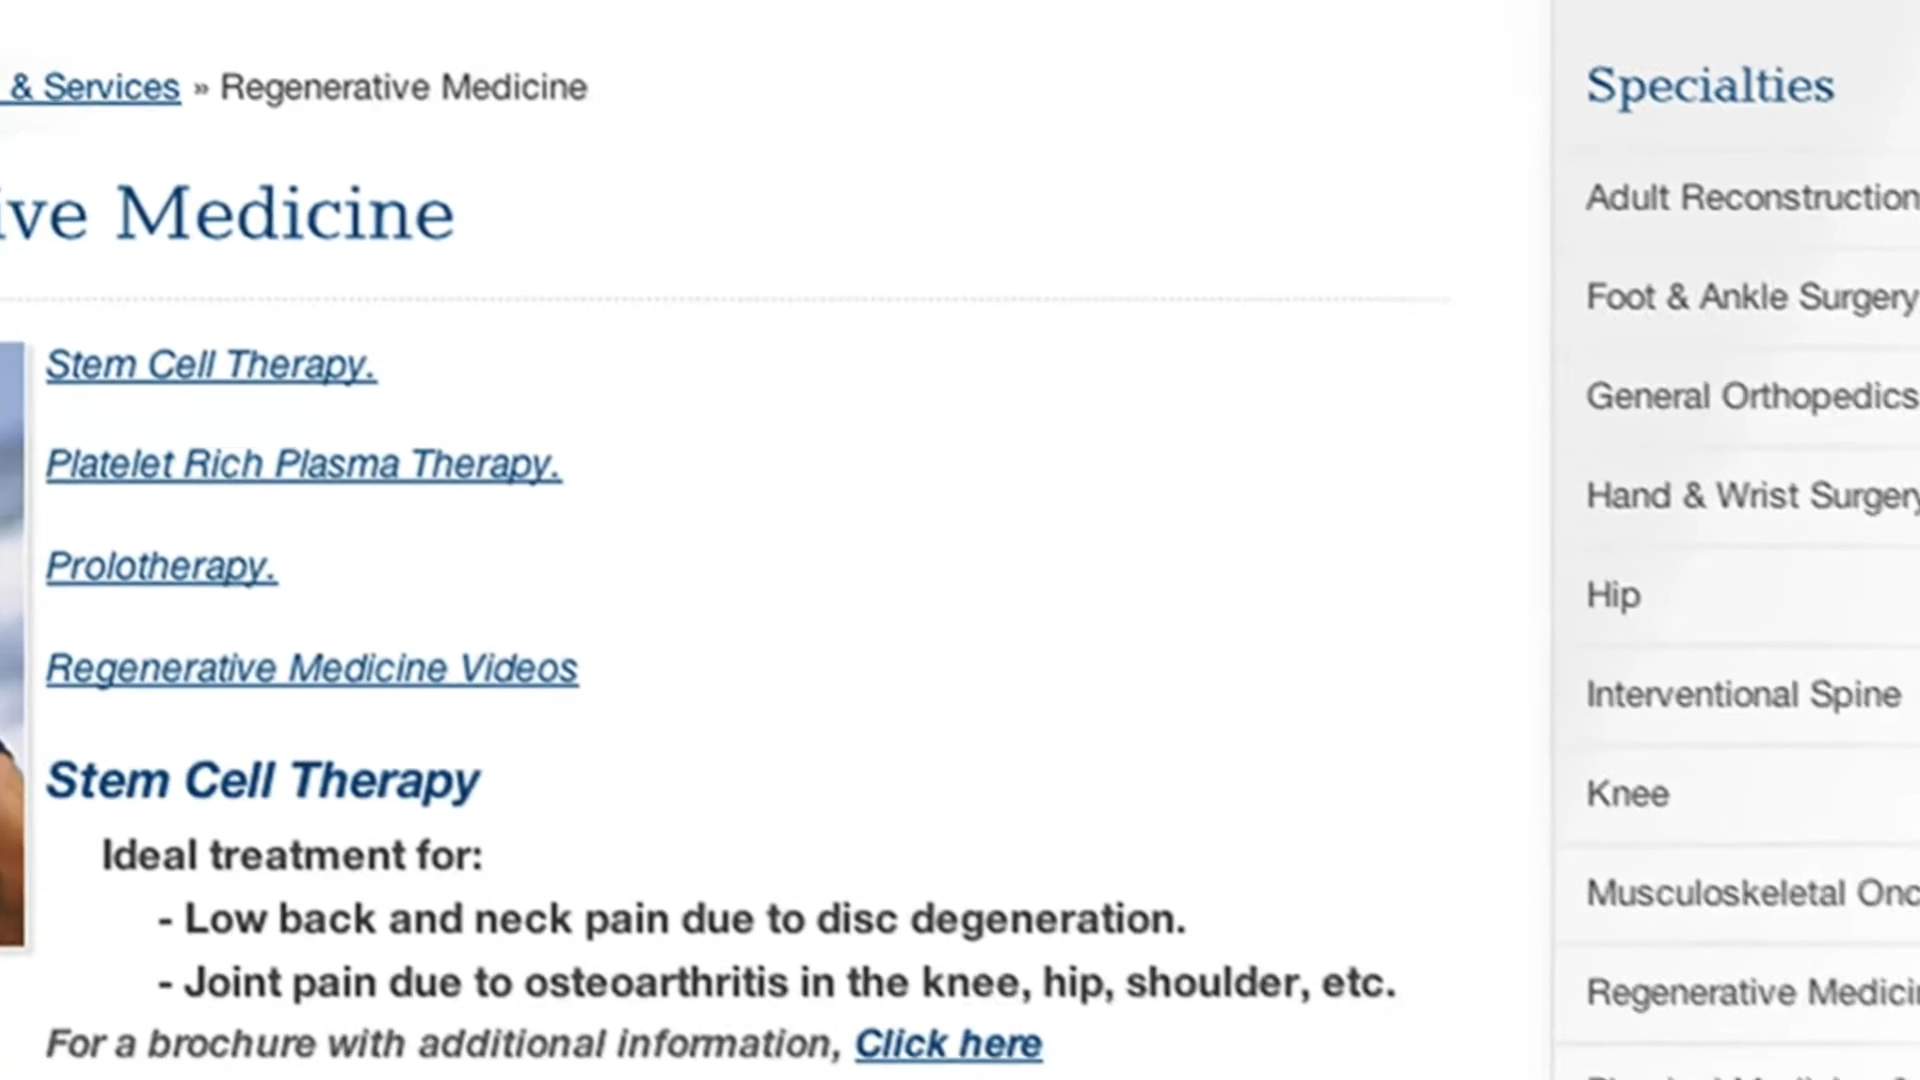 & Services » Regenerative Medicine
ive Medicine
Stem Cell Therapy.
Platelet Rich Plasma Therapy.
Prolotherapy.
Regenerative Medicine Videos
Stem Cell Therapy
Ideal treatment for:
- Low back and neck pain due to disc degeneration.
- Joint pain due to osteoarthritis in the knee, hip, shoulder, etc.
For a brochure with additional information, Click here
Specialties
Adult Reconstruction
Foot & Ankle Surgery
General Orthopedics
Hand & Wrist Surgery
Hip
Interventional Spine
Knee
Musculoskeletal Onc
Regenerative Medici